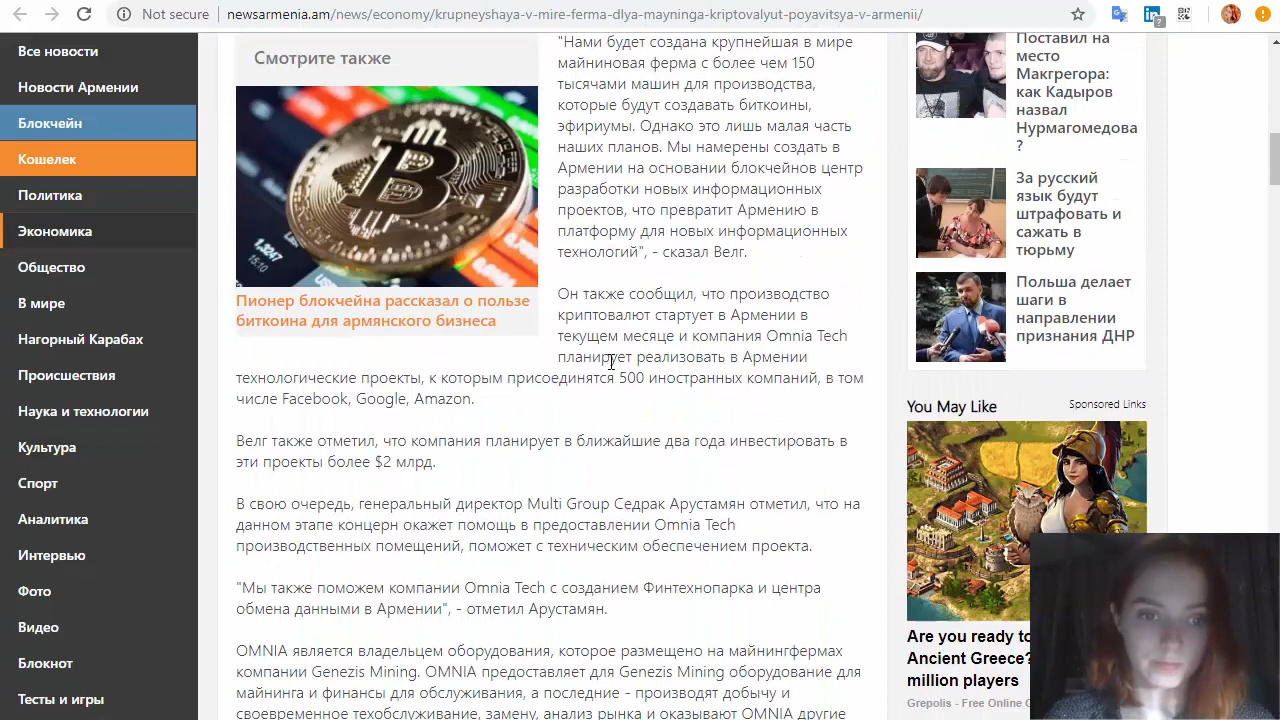 Not secure
newsarmenia.am/news/economy/krupneyshaya-v-mire-ferma-dlya-mayninga-kriptovalyut-poyavitsya-v-armenii/
Все новости
Новости Армении
Блокчейн
Кошелек
Политика
Экономика
Общество
В мире
Нагорный Карабах
Происшествия
Наука и технологии
Культура
Спорт
Аналитика
Интервью
Фото
Видео
Блокнот
Тесты и игры
Смотрите также
Пионер блокчейна рассказал о пользе
биткоина для армянского бизнеса
"Нами будет создана крупнейшая в мире
майниновая ферма с более чем 150
тысячами машин для производства,
которые будут создавать биткоины,
эфириумы. Однако это лишь малая часть
наших планов. Мы намерены создать в
Армении на основании блокчейнов центр
разработки новых информационных
проектов, что превратит Армению в
платформу для новых информационных
технологий", - сказал Велг.
Он также сообщил, что производство
криптовалют стартует в Армении в
текущем месяце и компания Omnia Tech
планирует реализовать в Армении
технологические проекты, к которым присоединятся 500 иностранных компаний, в том
числе Facebook, Google, Amazon.
Велг также отметил, что компания планирует в ближайшие два года инвестировать в
эти проекты более $2 млрд.
В свою очередь, генеральный директор Multi Group Седрак Арустамян отметил, что на
данном этапе концерн окажет помощь в предоставлении Omnia Tech
производственных помещений, поможет с техническим обеспечением проекта.
"Мы также поможем компании Omnia Tech с созданием Финтехнопарка и центра
обмена данными в Армении", - отметил Арустамян.
OMNIA является владельцем оборудования, которое размещено на майнингфермах
компании Genezis Mining. OMNIA предоставляет для Genezis Mining оборудование для
майнинга и финансы для обслуживания, а последние - производят добычу и
своевременное техобслуживание, замену, анализ рынка и оказывают OMNIA другие
Поставил на
место
Макгрегора:
как Кадыров
назвал
Нурмагомедова
?
За русский
язык будут
штрафовать и
сажать в
тюрьму
Польша делает
шаги в
направлении
признания ДНР
You May Like
Sponsored Links
Are you ready to
Ancient Greece?
million players
Grepolis - Free Online G